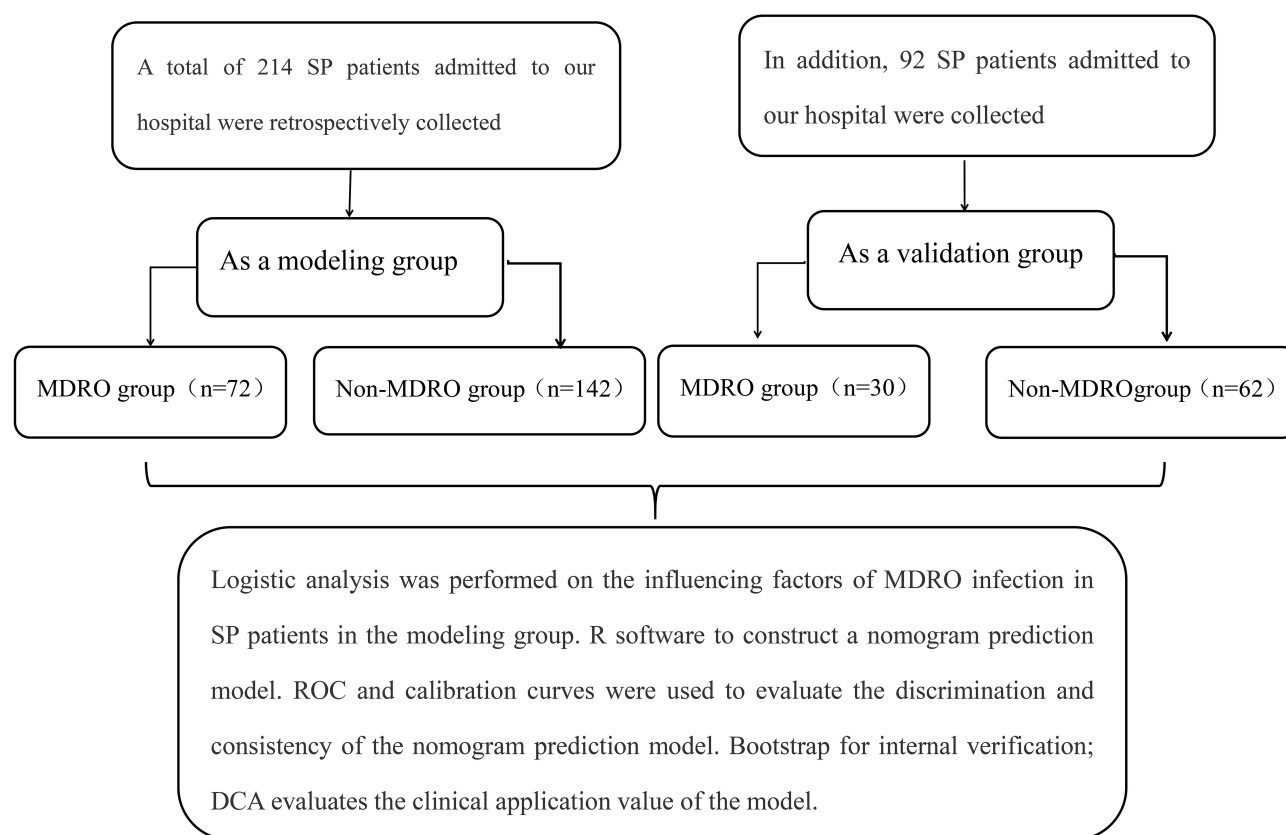 A total of 214 SP patients admitted to our
hospital were retrospectively collected
In addition, 92 SP patients admitted to
our hospital were collected
As a modeling group
As a validation group
MDRO group（n=72）
Non-MDRO group（n=142）
MDRO group（n=30）
Non-MDROgroup（n=62）
Logistic analysis was performed on the influencing factors of MDRO infection in
SP patients in the modeling group. R software to construct a nomogram prediction
model. ROC and calibration curves were used to evaluate the discrimination and
consistency of the nomogram prediction model. Bootstrap for internal verification;
DCA evaluates the clinical application value of the model.